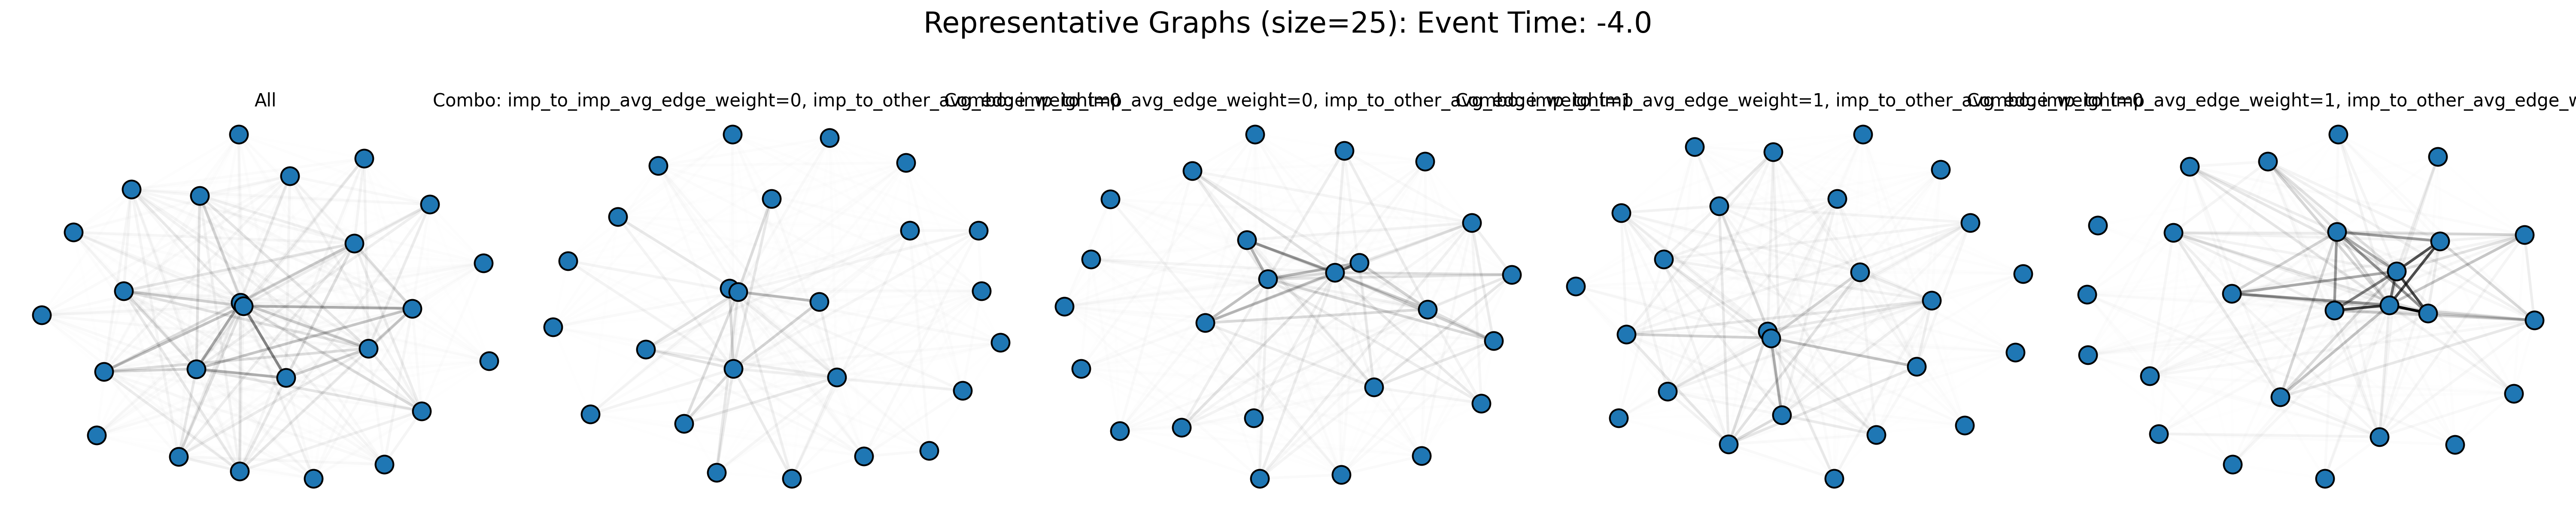 Representative Graphs (size=25): Event Time: -4.0
All
Combo: imp_to_imp_avg_edge_weight=0, imp_to_other_avg_edge_weight=0
Combo: imp_to_imp_avg_edge_weight=0, imp_to_other_avg_edge_weight=1
Combo: imp_to_imp_avg_edge_weight=1, imp_to_other_avg_edge_weight=0
Combo: imp_to_imp_avg_edge_weight=1, imp_to_other_avg_edge_w